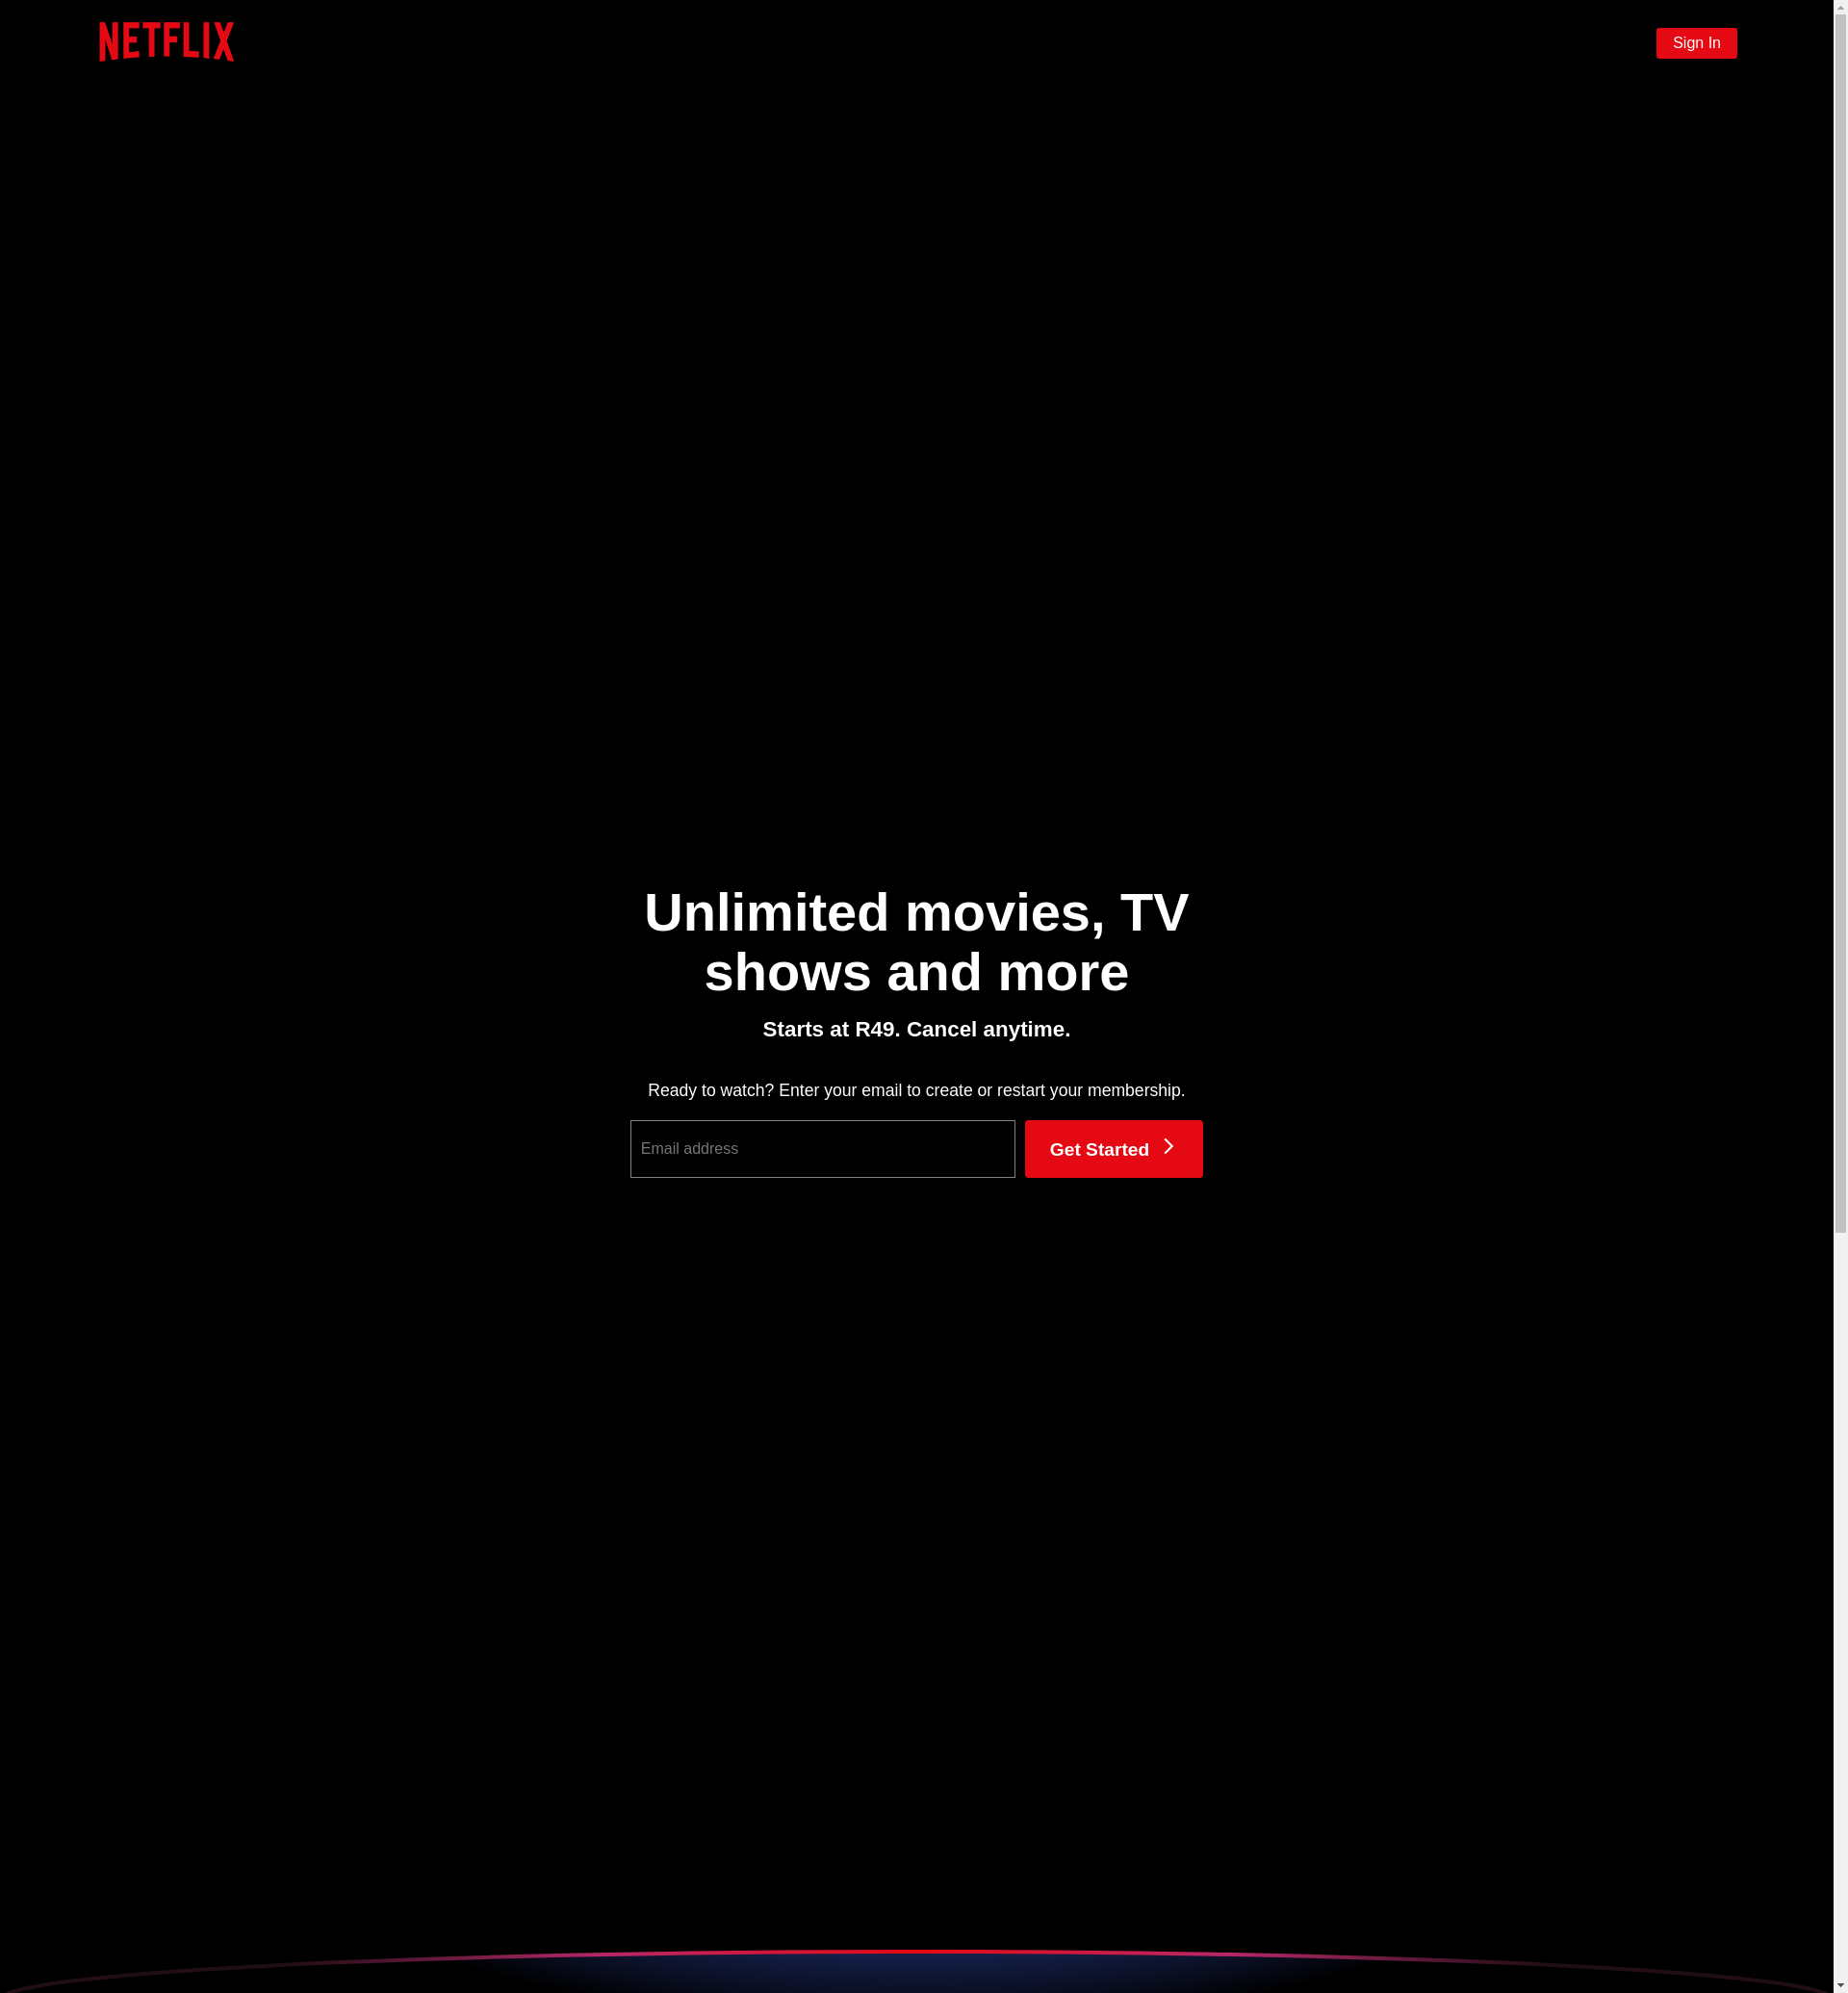 NETFLIX
Sign In
Unlimited movies, TV
shows and more
Starts at R49. Cancel anytime.
Ready to watch? Enter your email to create or restart your membership.
Email address
Get Started